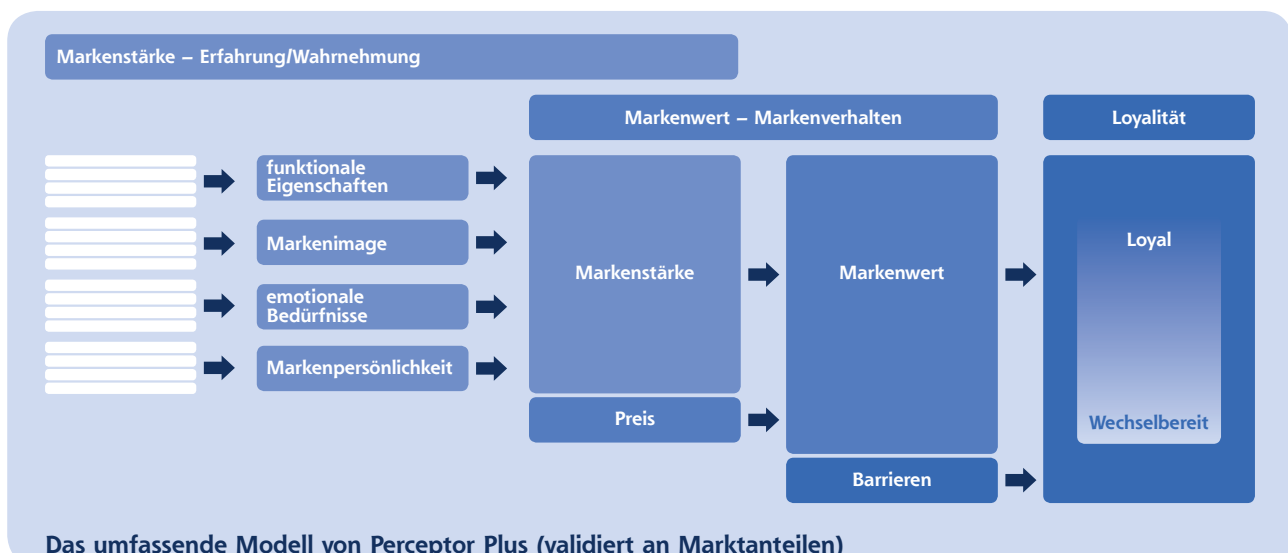 Markenstärke – Erfahrung/Wahrnehmung
Markenwert – Markenverhalten
Loyalität
funktionale
Eigenschaften
Markenimage
emotionale
Bedürfnisse
Markenpersönlichkeit
Markenstärke
Preis
Markenwert
Barrieren
Loyal
Wechselbereit
Das umfassende Modell von Perceptor Plus (validiert an Marktanteilen)